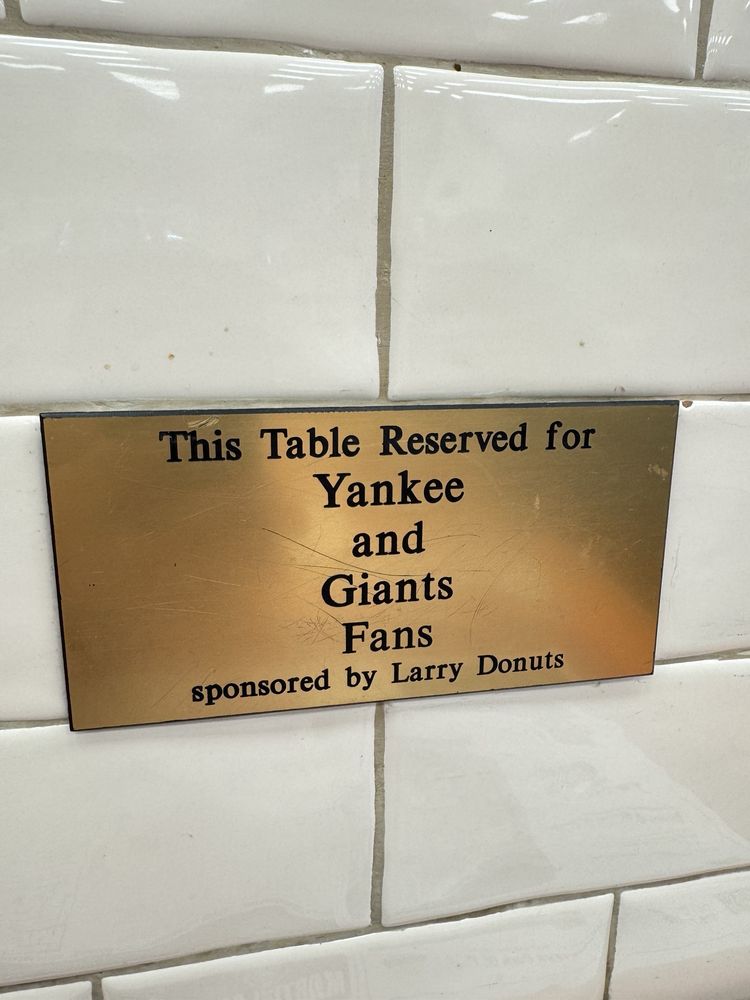 This Table Reserved for
Yankee
and
Giants
Fans
sponsored by Larry Donuts